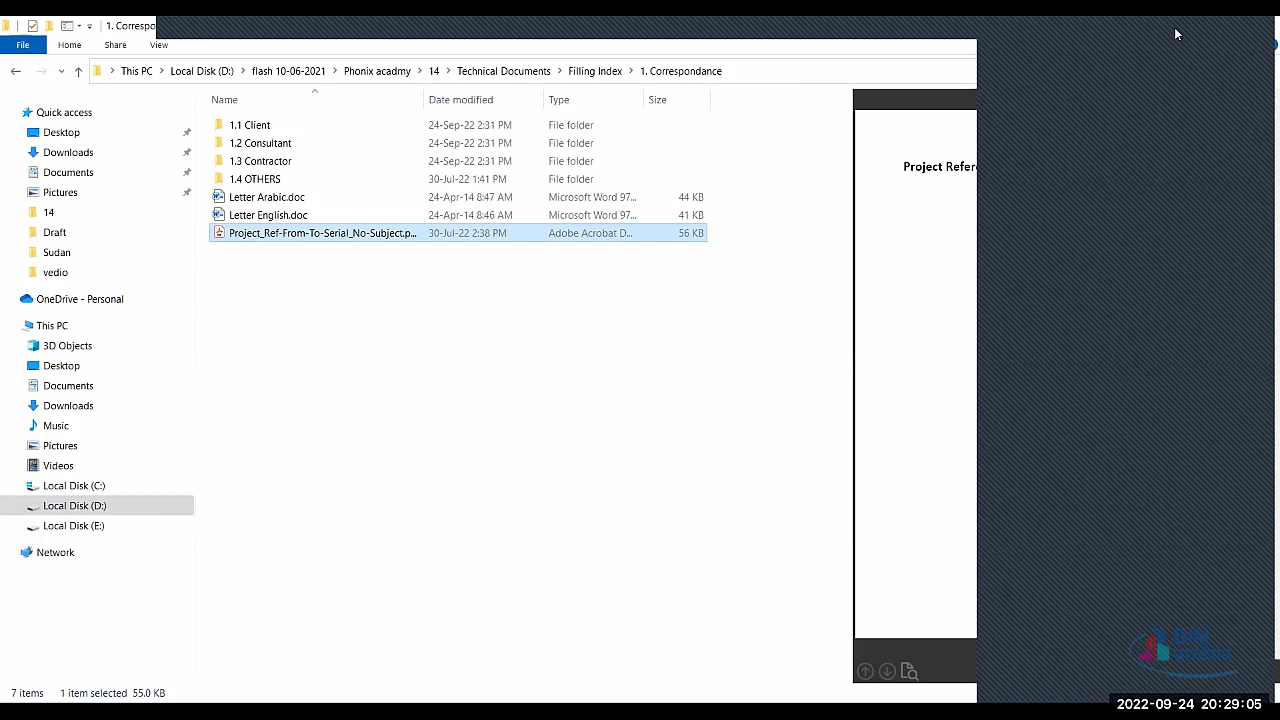 1. Correspo
File Home Share View
This PC Local Disk (D:) flash 10-06-2021 Phonix acadmy 14 Technical Documents Filling Index 1. Correspondance
Name Date modified Type Size
1.1 Client 24-Sep-22 2:31 PM File folder
1.2 Consultant 24-Sep-22 2:31 PM File folder
1.3 Contractor 24-Sep-22 2:31 PM File folder
1.4 OTHERS 30-Jul-22 1:41 PM File folder
Letter Arabic.doc 24-Apr-14 8:47 AM Microsoft Word 97... 44 KB
Letter English.doc 24-Apr-14 8:46 AM Microsoft Word 97... 41 KB
Project_Ref-From-To-Serial_No-Subject.p... 30-Jul-22 2:38 PM Adobe Acrobat D... 56 KB
Quick access
Desktop
Downloads
Documents
Pictures
14
Draft
Sudan
vedio
OneDrive - Personal
This PC
3D Objects
Desktop
Documents
Downloads
Music
Pictures
Videos
Local Disk (C:)
Local Disk (D:)
Local Disk (E:)
Network
Project Refere
7 items 1 item selected 55.0 KB
BIM
arabia
2022-09-24 20:29:05